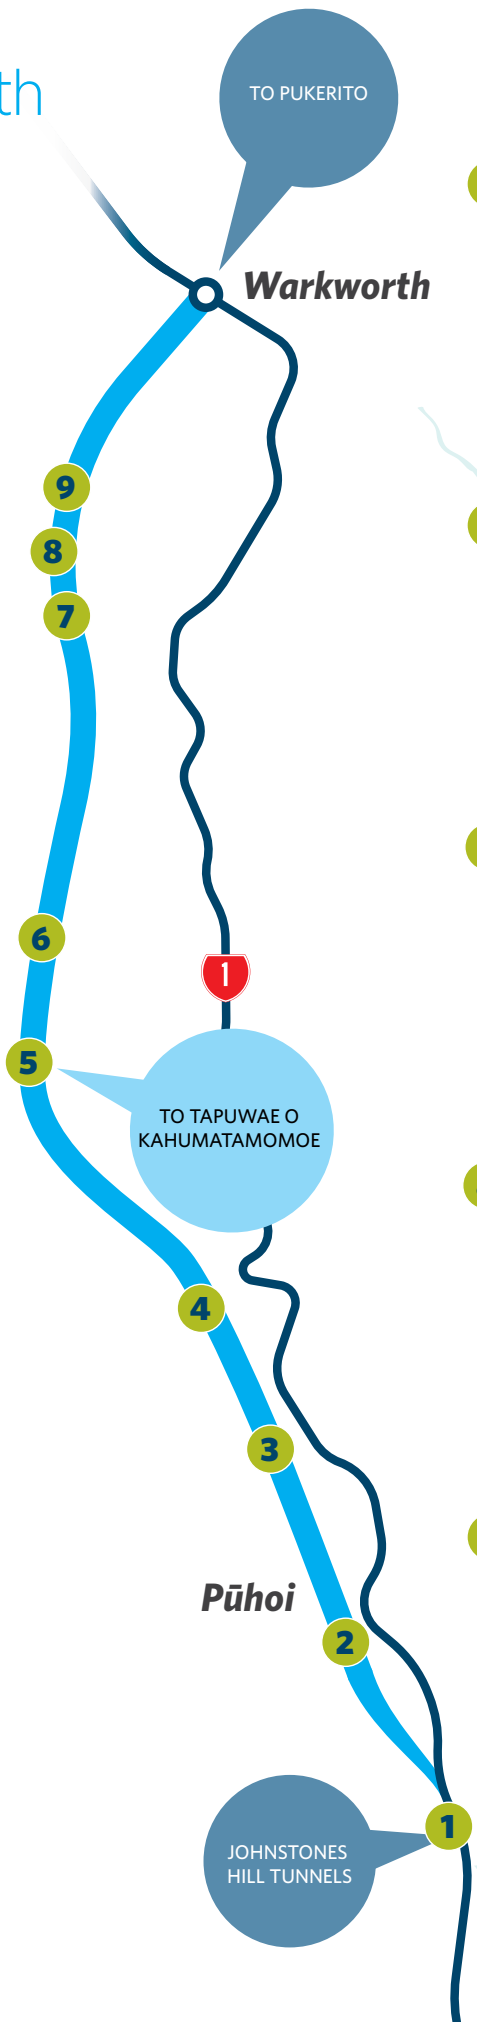 th
TO PUKERITO
Warkworth
9
8
7
6
1
5
TO TAPUWAE O
KAHUMATAMOMOE
4
3
Pūhoi
2
1
JOHNSTONES
HILL TUNNELS